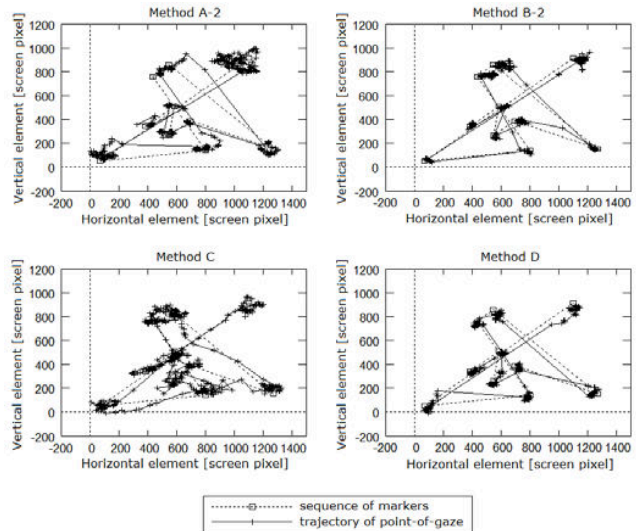 Method A-2
Vertical element [screen pixel]
1200
1000
800
600
400
200
0
-200
-200 0 200 400 600 800 1000 1200 1400
Horizontal element [screen pixel]
Method B-2
Vertical element [screen pixel]
1200
1000
800
600
400
200
0
-200
-200 0 200 400 600 800 1000 1200 1400
Horizontal element [screen pixel]
Method C
Vertical element [screen pixel]
1200
1000
800
600
400
200
0
-200
-200 0 200 400 600 800 1000 1200 1400
Horizontal element [screen pixel]
Method D
Vertical element [screen pixel]
1200
1000
800
600
400
200
0
-200
-200 0 200 400 600 800 1000 1200 1400
Horizontal element [screen pixel]
sequence of markers
trajectory of point-of-gaze